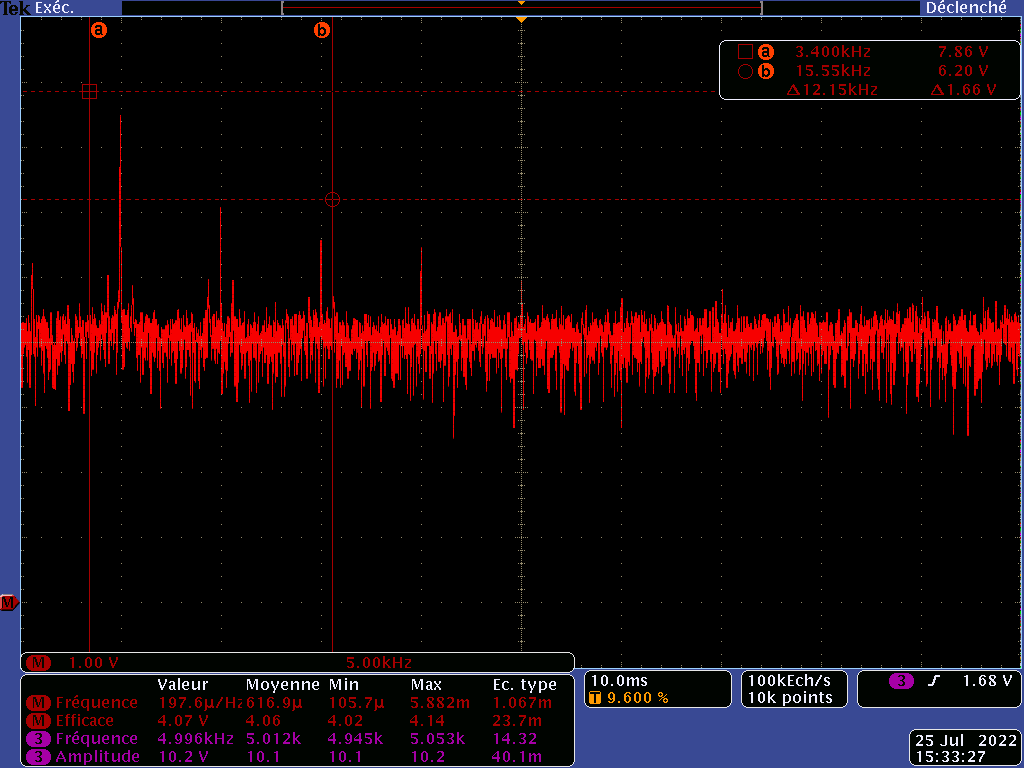 Tek Exéc. Déclenché
a b
a 3.400kHz 7.86 V
b 15.55kHz 6.20 V
Δ12.15kHz Δ1.66 V
M
M 1.00 V 5.00kHz
Valeur Moyenne Min Max Ec. type
M Fréquence 197.6µ/Hz 616.9µ 105.7µ 5.882m 1.067m
M Efficace 4.07 V 4.06 4.02 4.14 23.7m
3 Fréquence 4.996kHz 5.012k 4.945k 5.053k 14.32
3 Amplitude 10.2 V 10.1 10.1 10.2 40.1m
10.0ms
T 9.600 %
100kEch/s
10k points
3 1.68 V
25 Jul 2022
15:33:27